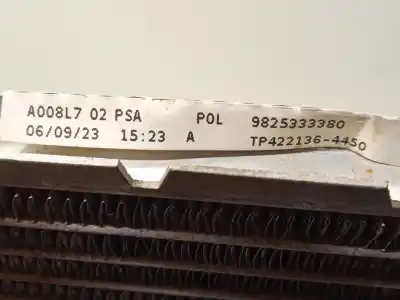 A008L7 02 PSA POL 9825333380
06/09/23 15:23 A TP422136-4450